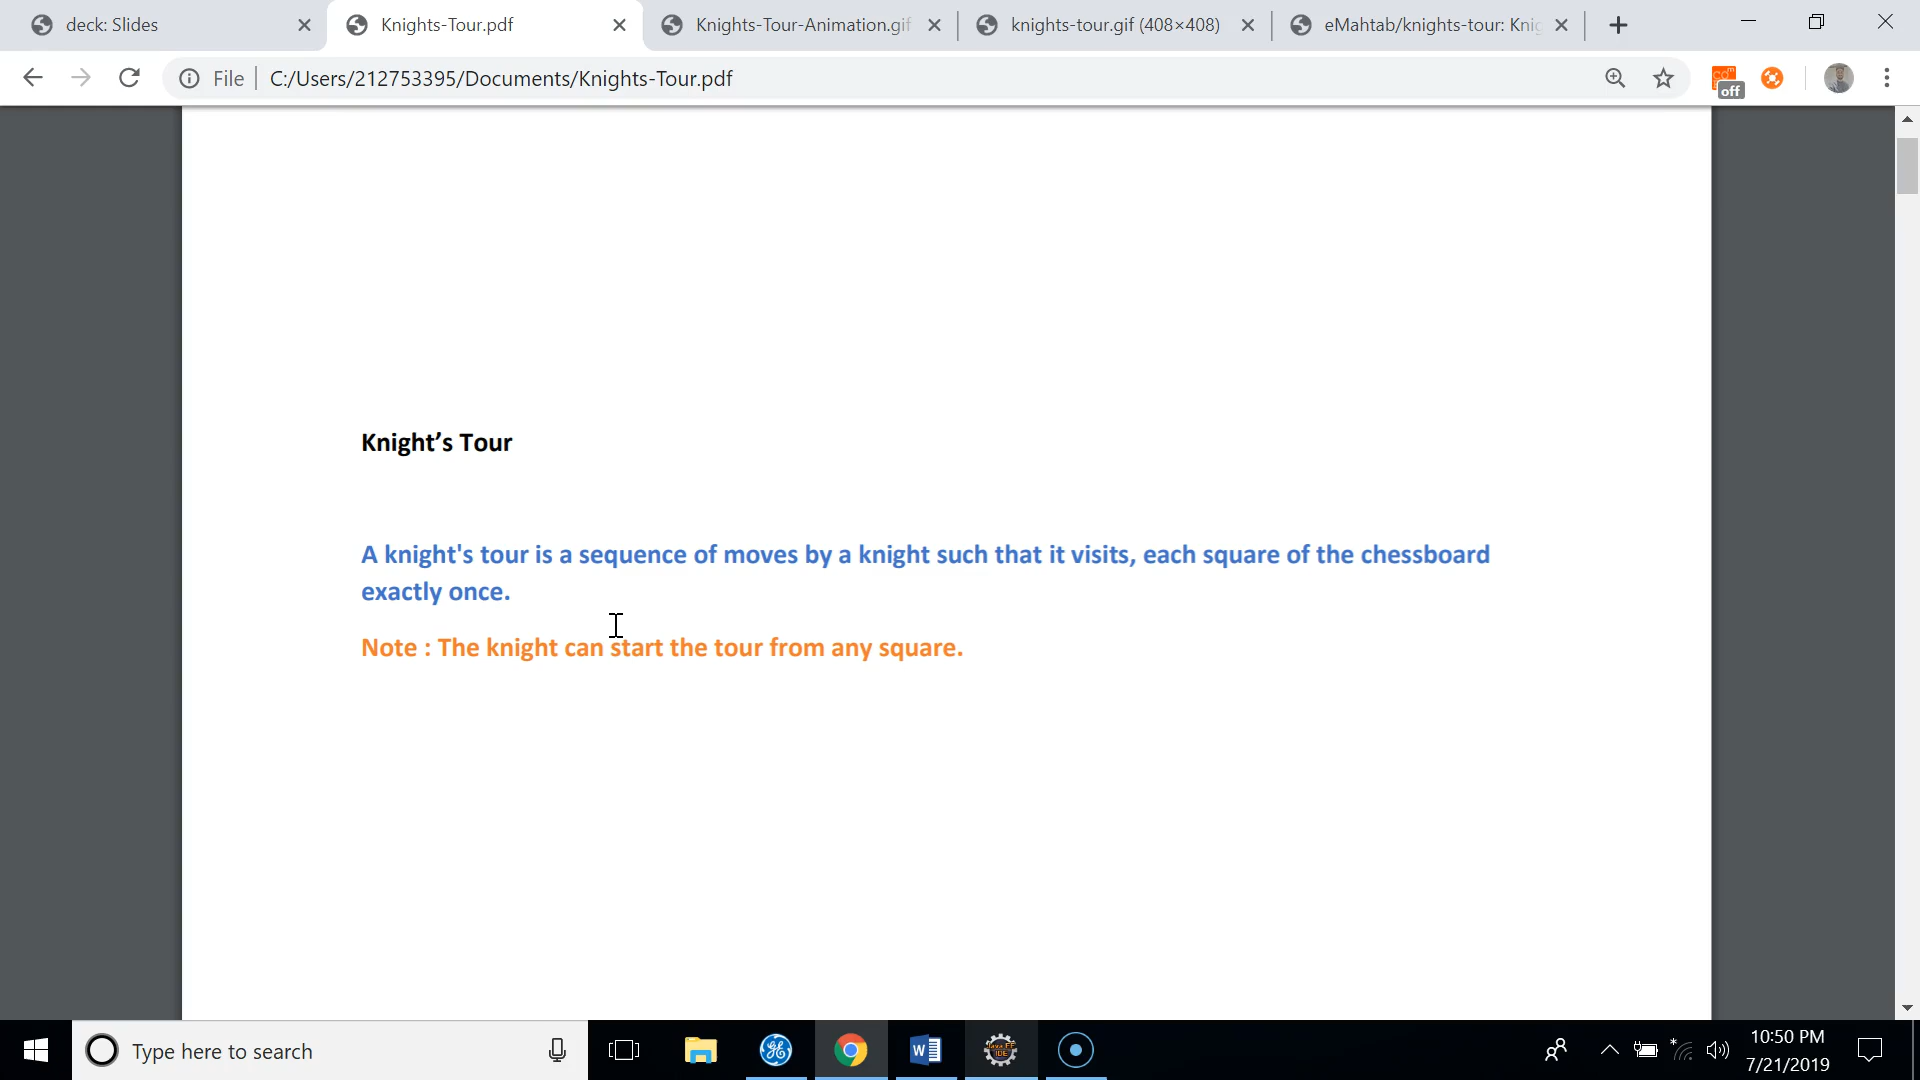 deck: Slides
Knights-Tour.pdf
Knights-Tour-Animation.gif
knights-tour.gif (408×408)
eMahtab/knights-tour: Knig
File
C:/Users/212753395/Documents/Knights-Tour.pdf
off
Knight’s Tour
A knight's tour is a sequence of moves by a knight such that it visits, each square of the chessboard
exactly once.
Note : The knight can start the tour from any square.
Type here to search
10:50 PM
7/21/2019